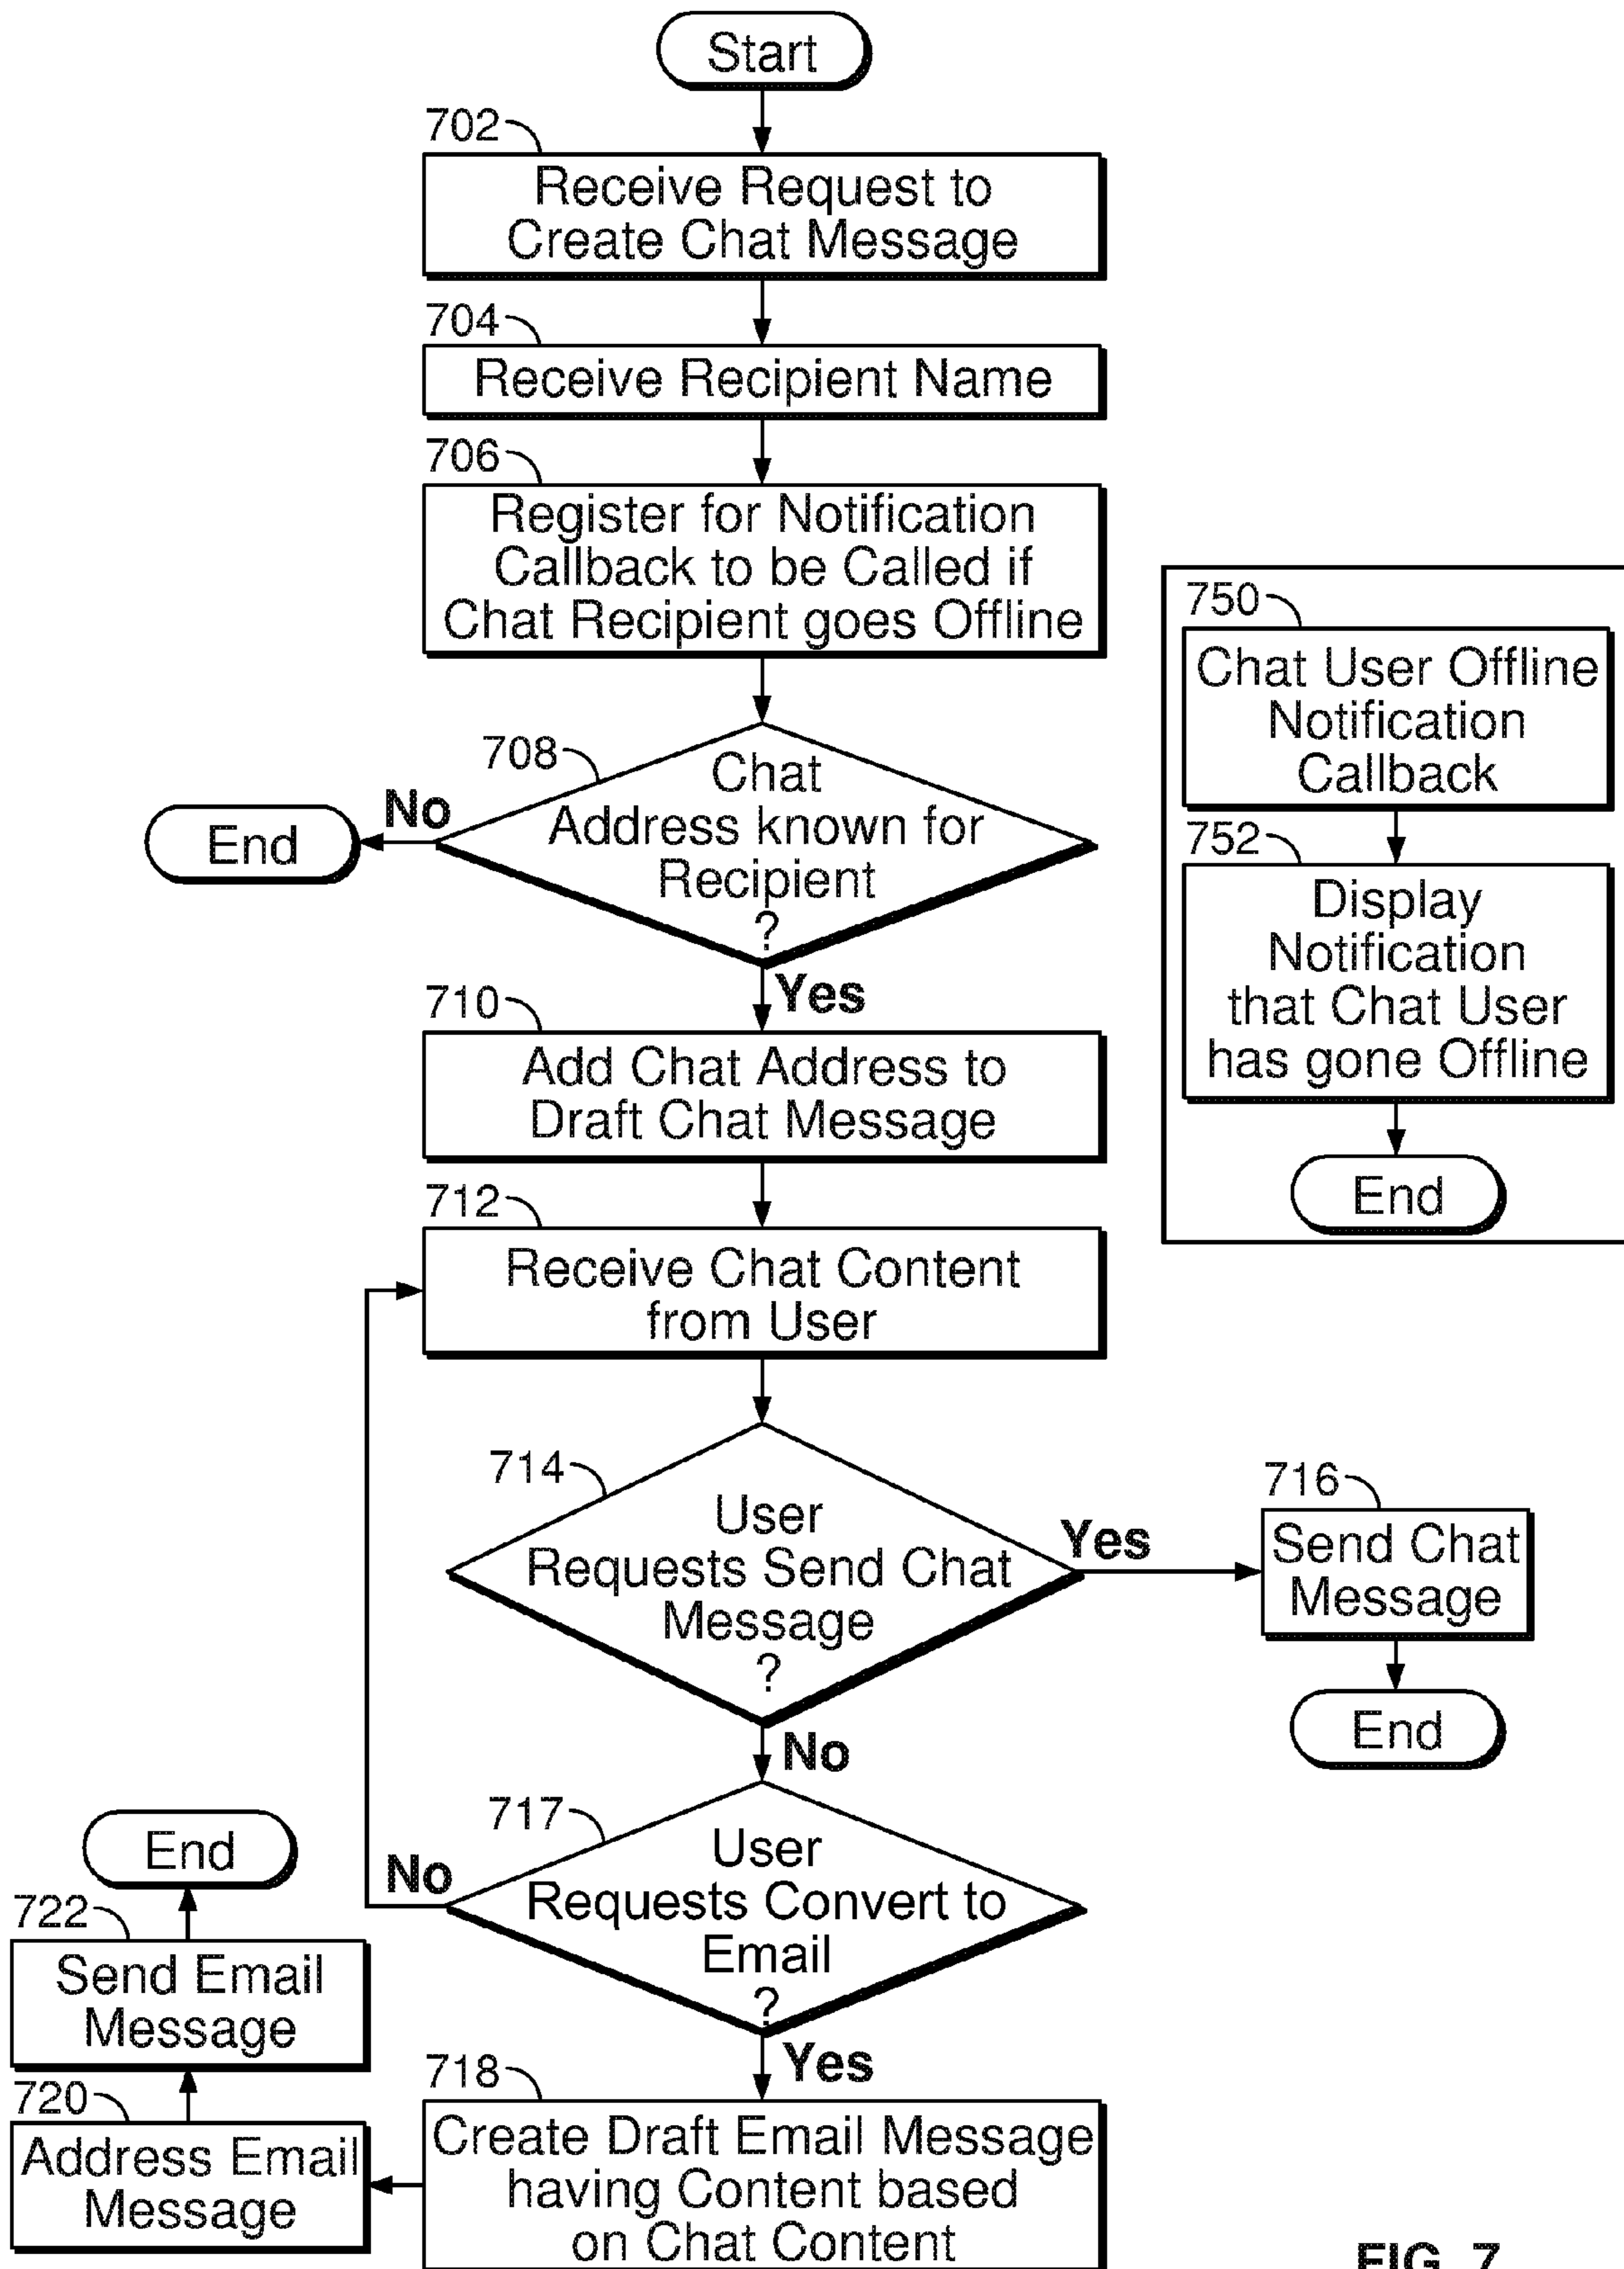 Start
702
Receive Request to
Create Chat Message
704
Receive Recipient Name
706
Register for Notification
Callback to be Called if
Chat Recipient goes Offline
708
Chat
Address known for
Recipient
?
No
End
Yes
710
Add Chat Address to
Draft Chat Message
712
Receive Chat Content
from User
714
User
Requests Send Chat
Message
?
Yes
716
Send Chat
Message
End
No
717
User
Requests Convert to
Email
?
No
Yes
718
Create Draft Email Message
having Content based
on Chat Content
720
Address Email
Message
722
Send Email
Message
End
750
Chat User Offline
Notification
Callback
752
Display
Notification
that Chat User
has gone Offline
End
FIG. 7